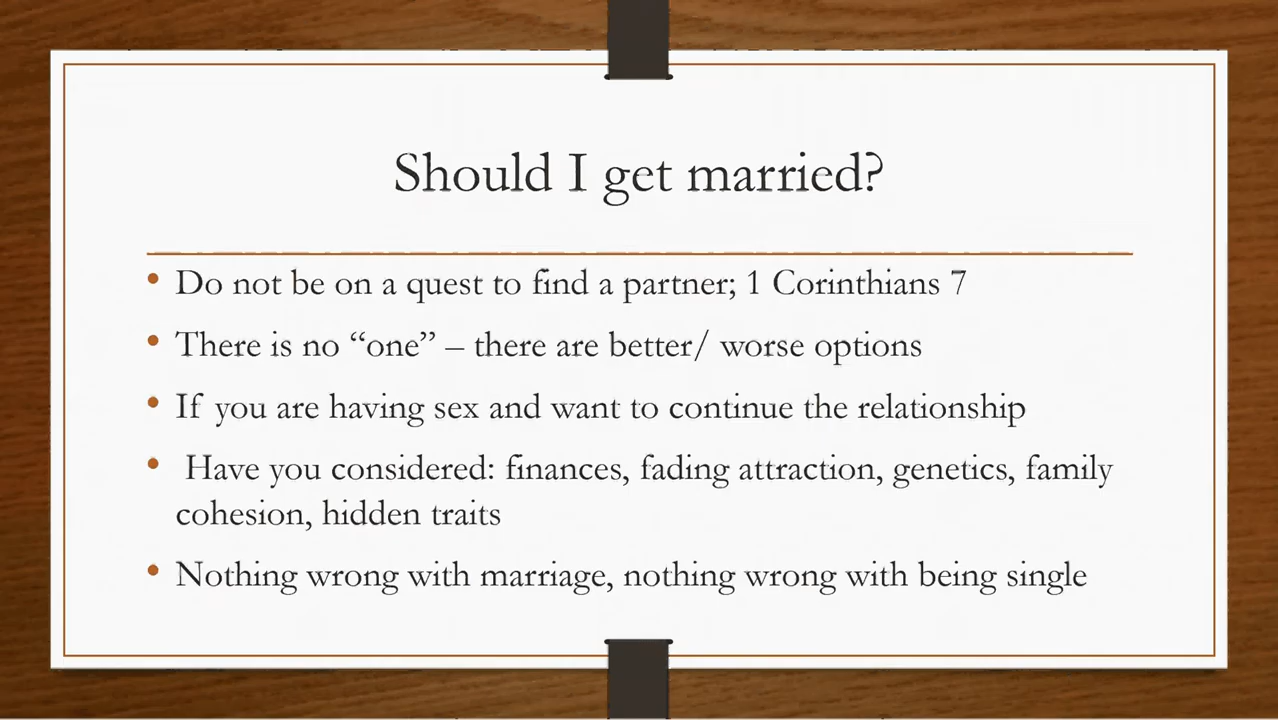 Should I get married?
• Do not be on a quest to find a partner; 1 Corinthians 7
• There is no “one” – there are better/ worse options
• If you are having sex and want to continue the relationship
• Have you considered: finances, fading attraction, genetics, family
cohesion, hidden traits
• Nothing wrong with marriage, nothing wrong with being single